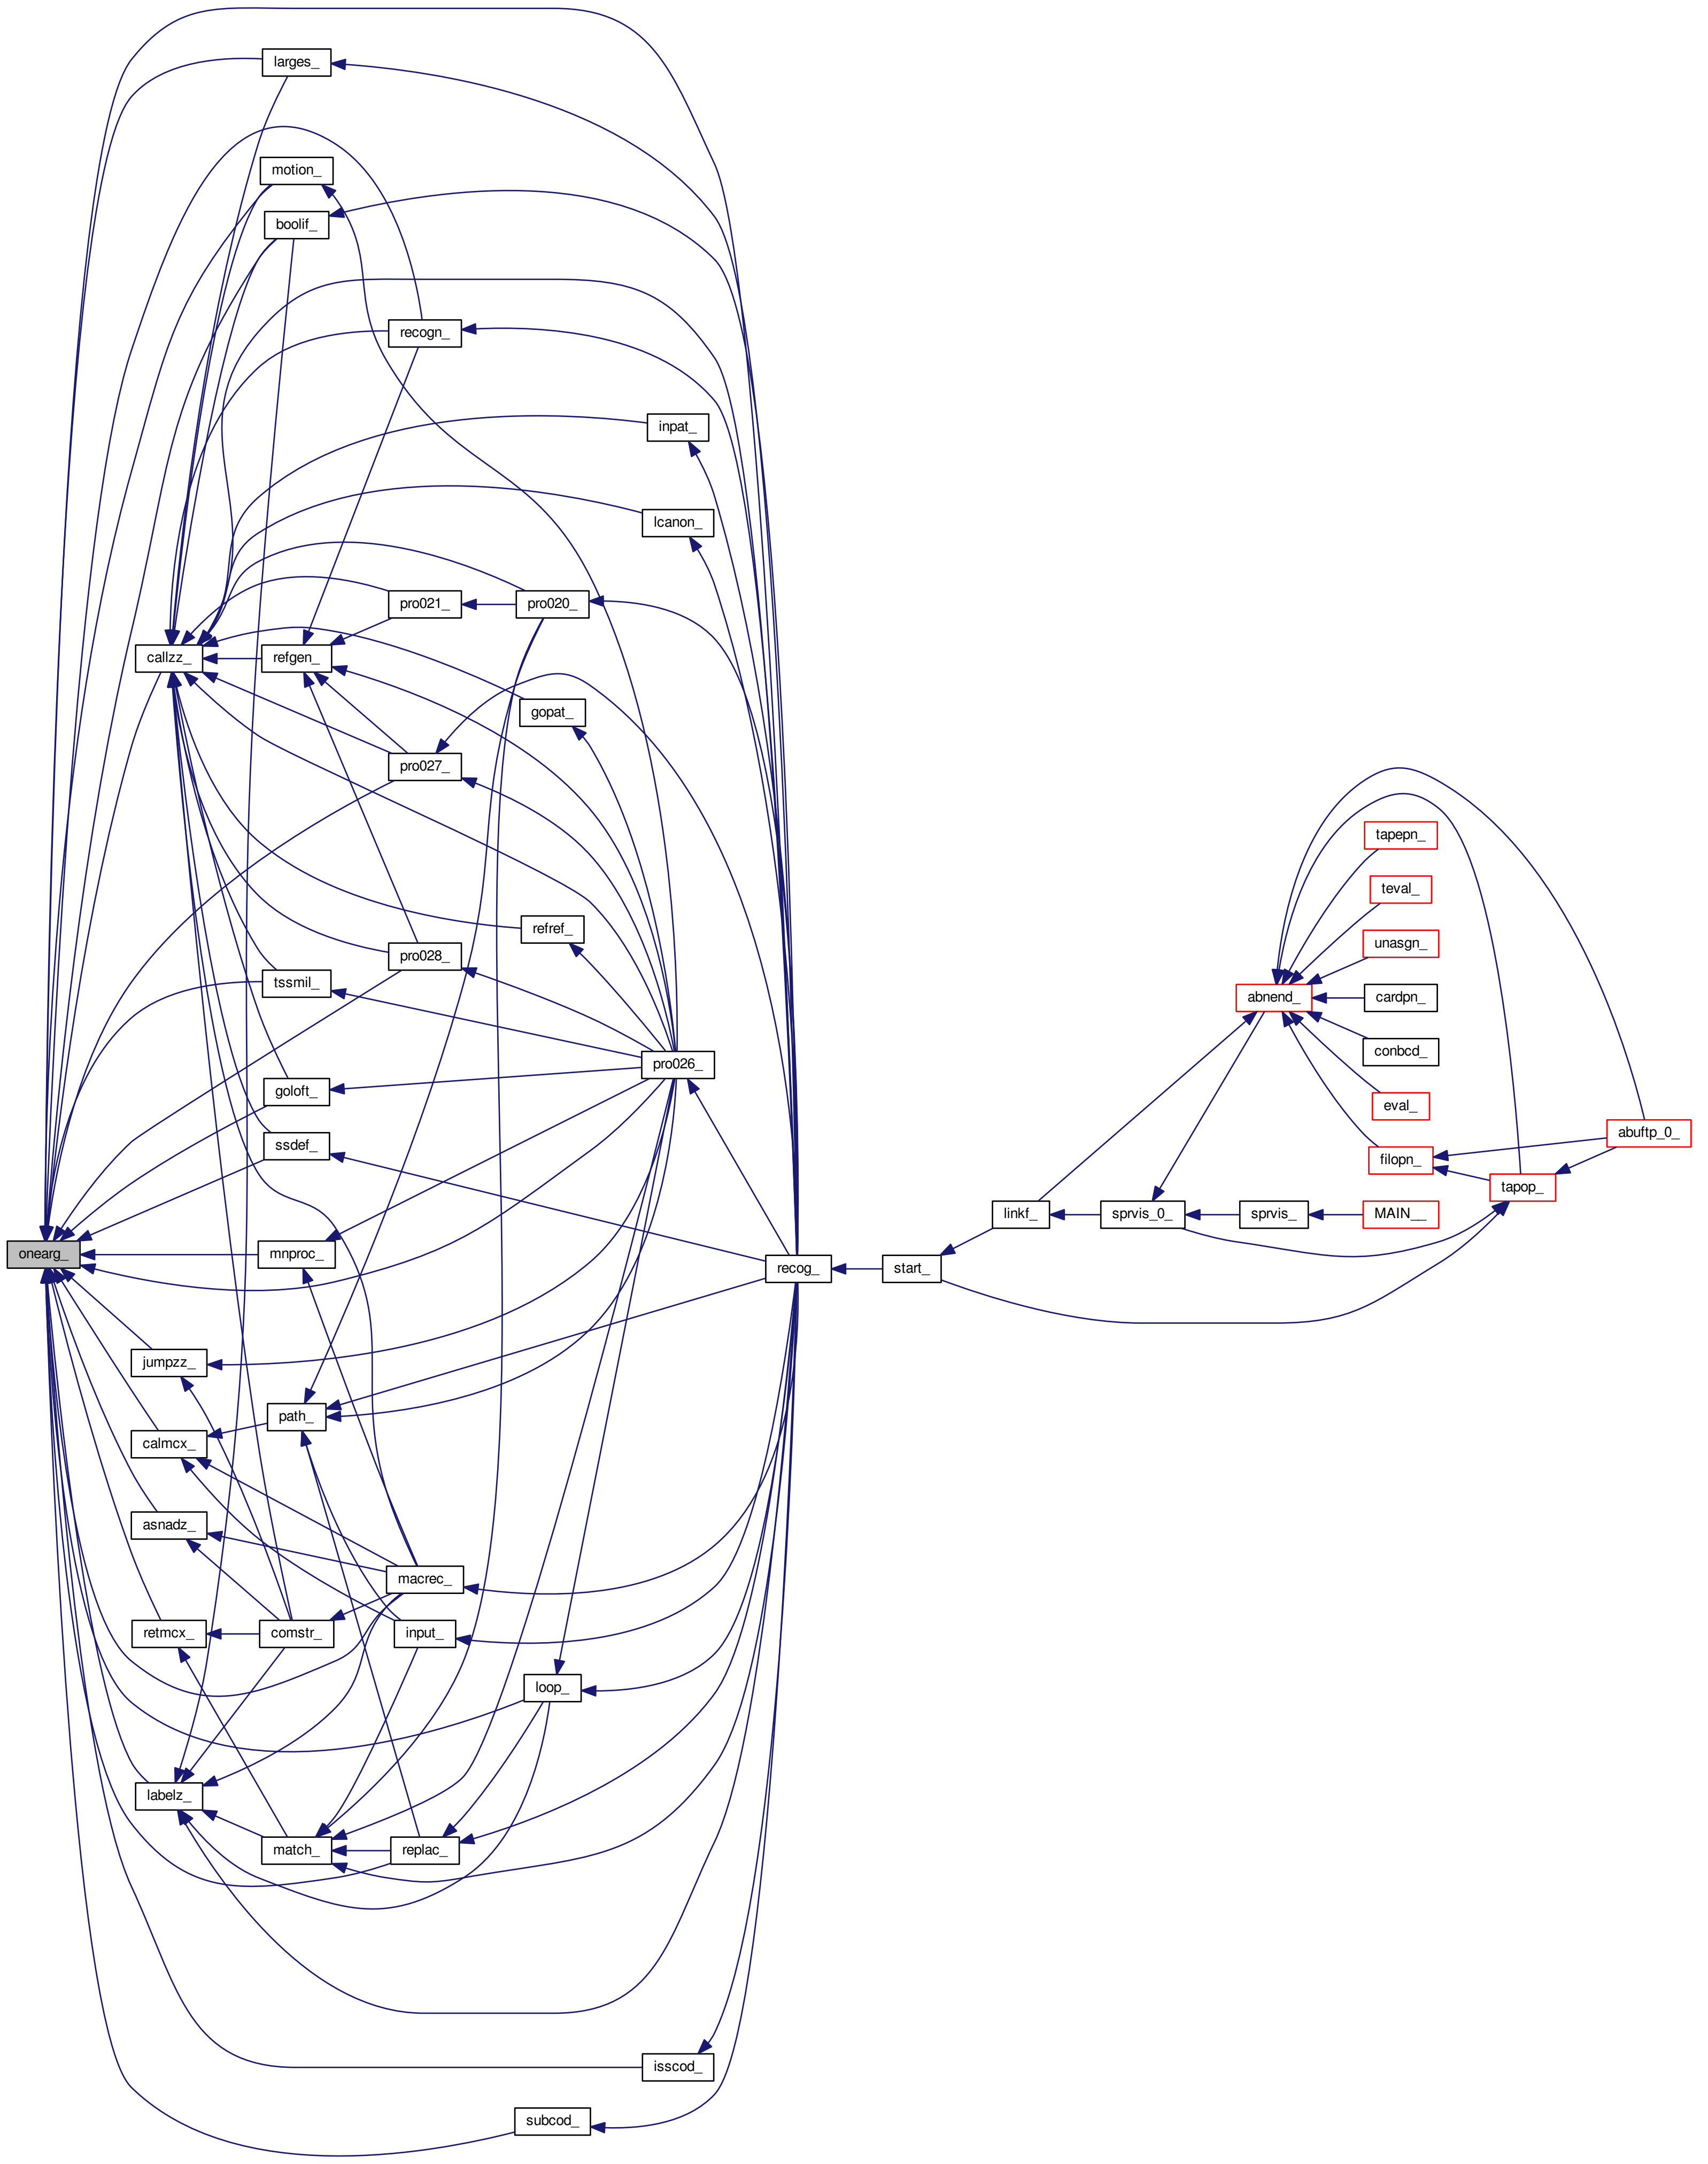 larges_
motion_
boolif_
recogn_
inpat_
lcanon_
pro021_
pro020_
callzz_
refgen_
gopat_
pro027_
tapepn_
teval_
refref_
unasgn_
pro028_
tssmil_
abnend_
cardpn_
conbcd_
pro026_
goloft_
eval_
ssdef_
abuftp_0_
filopn_
tapop_
linkf_
sprvis_0_
sprvis_
MAIN__
onearg_
mnproc_
recog_
start_
jumpzz_
path_
calmcx_
asnadz_
macrec_
retmcx_
comstr_
input_
loop_
labelz_
match_
replac_
isscod_
subcod_